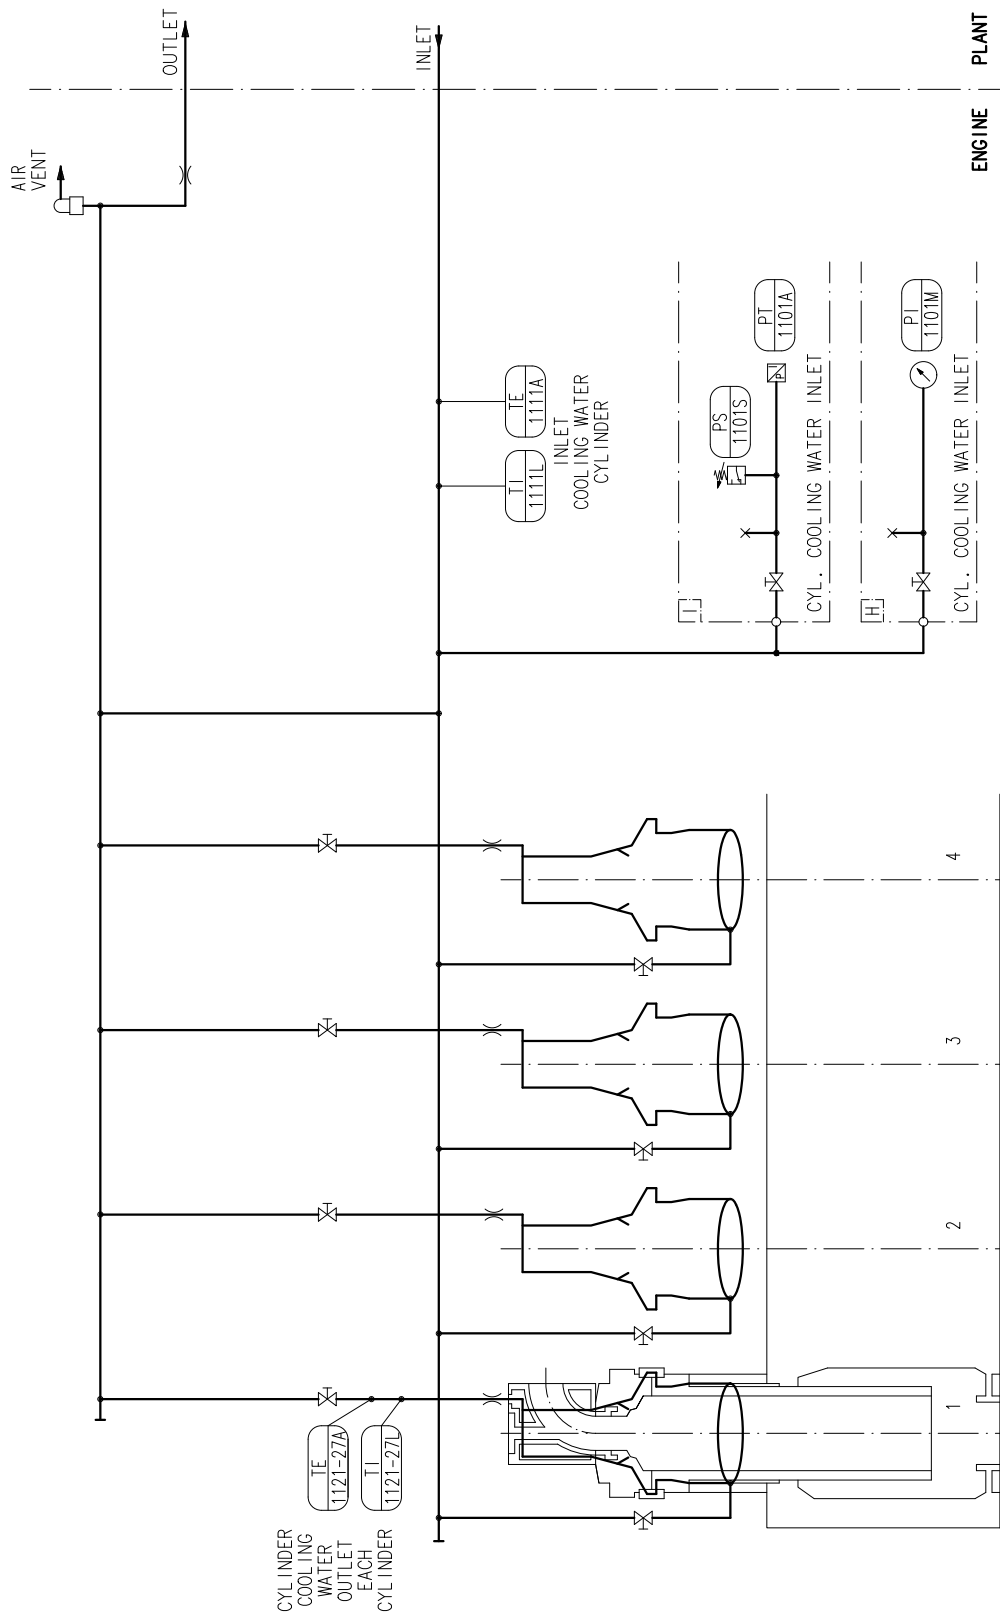 AIR
VENT
OUTLET
INLET
PLANT
ENGINE
TE
1111A
TI
1111L
INLET
COOLING WATER
CYLINDER
PT
1101A
PS
1101S
P
I
I
CYL. COOLING WATER INLET
PI
1101M
H
CYL. COOLING WATER INLET
4
3
2
1
TE
1121-27A
TI
1121-27L
CYLINDER
COOLING
WATER
OUTLET
EACH
CYLINDER